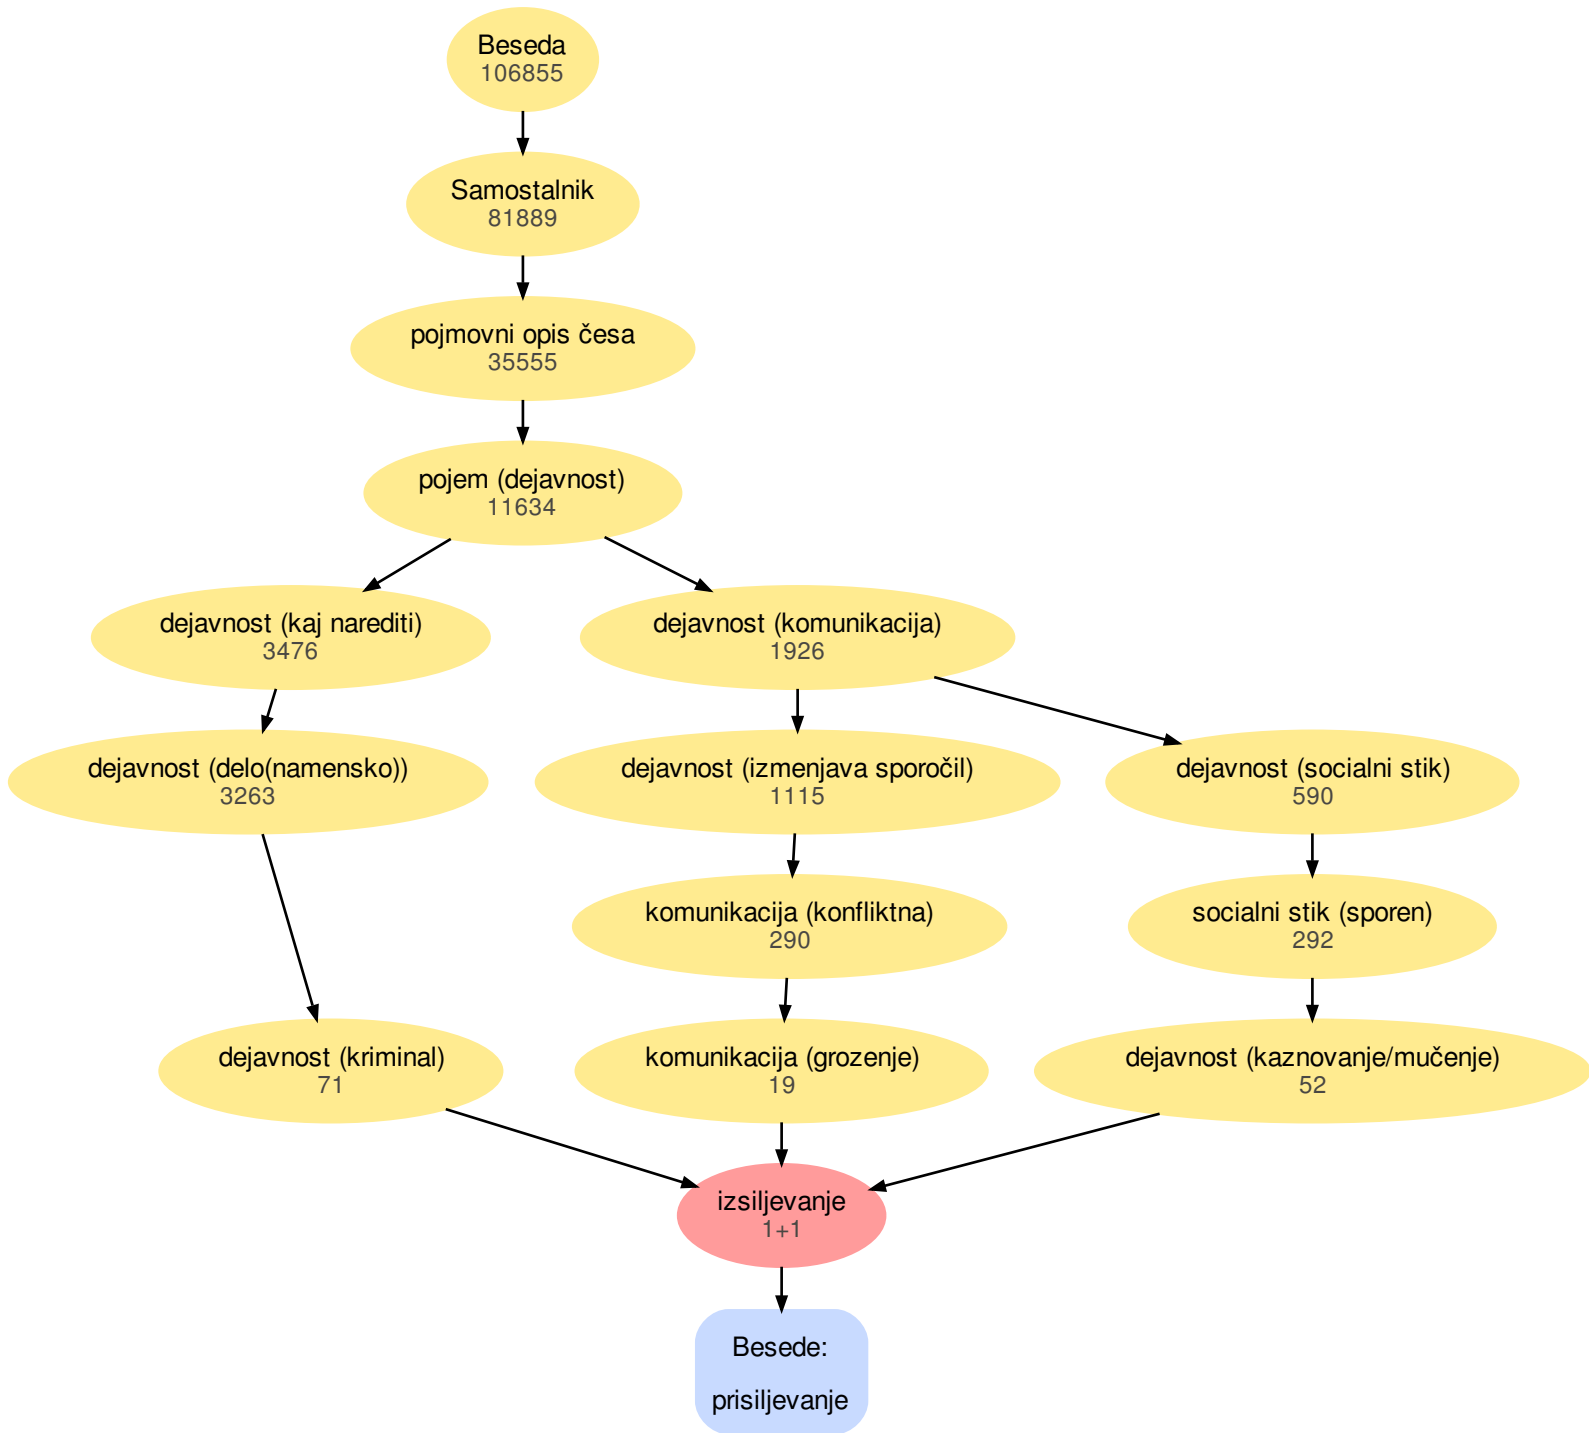 Beseda
106855
Samostalnik
81889
pojmovni opis česa
35555
pojem (dejavnost)
11634
dejavnost (kaj narediti)
3476
dejavnost (komunikacija)
1926
dejavnost (delo(namensko))
3263
dejavnost (izmenjava sporočil)
1115
dejavnost (socialni stik)
590
komunikacija (konfliktna)
290
socialni stik (sporen)
292
dejavnost (kriminal)
71
komunikacija (grozenje)
19
dejavnost (kaznovanje/mučenje)
52
izsiljevanje
1+1
Besede:
prisiljevanje